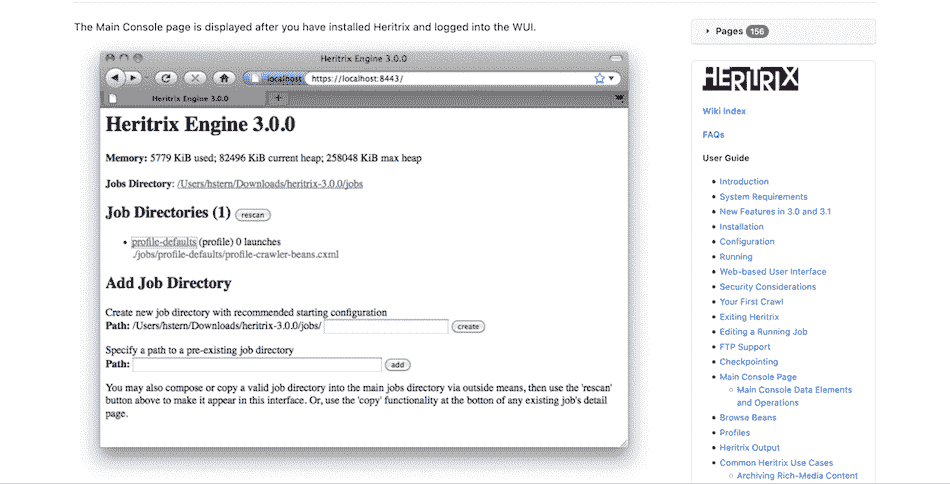 The Main Console page is displayed after you have installed Heritrix and logged into the WUI.
Heritrix Engine 3.0.0
localhost
https://localhost:8443/
Heritrix Engine 3.0.0
Heritrix Engine 3.0.0
Memory: 5779 KiB used; 82496 KiB current heap; 258048 KiB max heap
Jobs Directory: /Users/hstern/Downloads/heritrix-3.0.0/jobs
Job Directories (1) rescan
profile-defaults (profile) 0 launches
./jobs/profile-defaults/profile-crawler-beans.cxml
Add Job Directory
Create new job directory with recommended starting configuration
Path: /Users/hstern/Downloads/heritrix-3.0.0/jobs/ create
Specify a path to a pre-existing job directory
Path: add
You may also compose or copy a valid job directory into the main jobs directory via outside means, then use the 'rescan'
button above to make it appear in this interface. Or, use the 'copy' functionality at the botton of any existing job's detail
page.
Pages 156
HERITRIX
Wiki Index
FAQs
User Guide
Introduction
System Requirements
New Features in 3.0 and 3.1
Installation
Configuration
Running
Web-based User Interface
Security Considerations
Your First Crawl
Exiting Heritrix
Editing a Running Job
FTP Support
Checkpointing
Main Console Page
Main Console Data Elements
and Operations
Browse Beans
Profiles
Heritrix Output
Common Heritrix Use Cases
Archiving Rich-Media Content